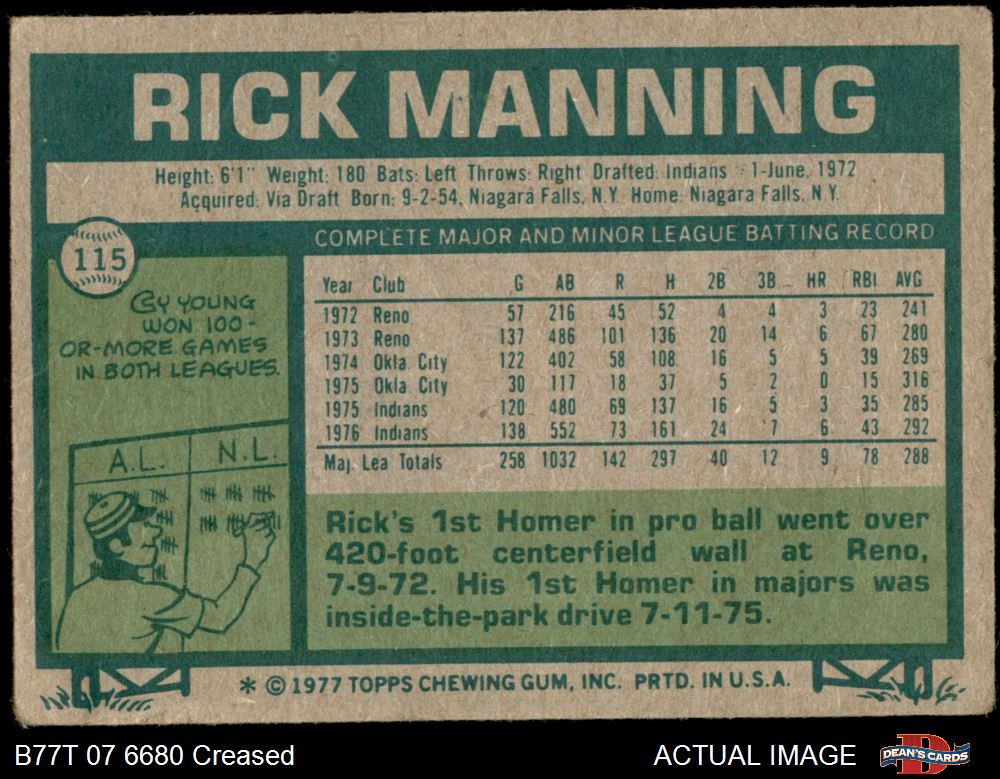 RICK MANNING
Height: 6'1" Weight: 180 Bats: Left Throws: Right Drafted: Indians - 1-June, 1972
Acquired: Via Draft Born: 9-2-54, Niagara Falls, N.Y. Home: Niagara Falls, N.Y.
115
COMPLETE MAJOR AND MINOR LEAGUE BATTING RECORD
Year Club G AB R H 2B 3B HR RBI AVG
1972 Reno 57 216 45 52 4 4 3 23 241
1973 Reno 137 486 101 136 20 14 6 67 280
1974 Okla. City 122 402 58 108 16 5 5 39 269
1975 Okla. City 30 117 18 37 5 2 0 15 316
1975 Indians 120 480 69 137 16 5 3 35 285
1976 Indians 138 552 73 161 24 7 6 43 292
Maj. Lea Totals 258 1032 142 297 40 12 9 78 288
CY YOUNG
WON 100-
OR-MORE GAMES
IN BOTH LEAGUES.
A.L. N.L.
Rick's 1st Homer in pro ball went over
420-foot centerfield wall at Reno,
7-9-72. His 1st Homer in majors was
inside-the-park drive 7-11-75.
* © 1977 TOPPS CHEWING GUM, INC. PRTD. IN U.S.A.
B77T 07 6680 Creased
ACTUAL IMAGE
DEAN'S CARDS